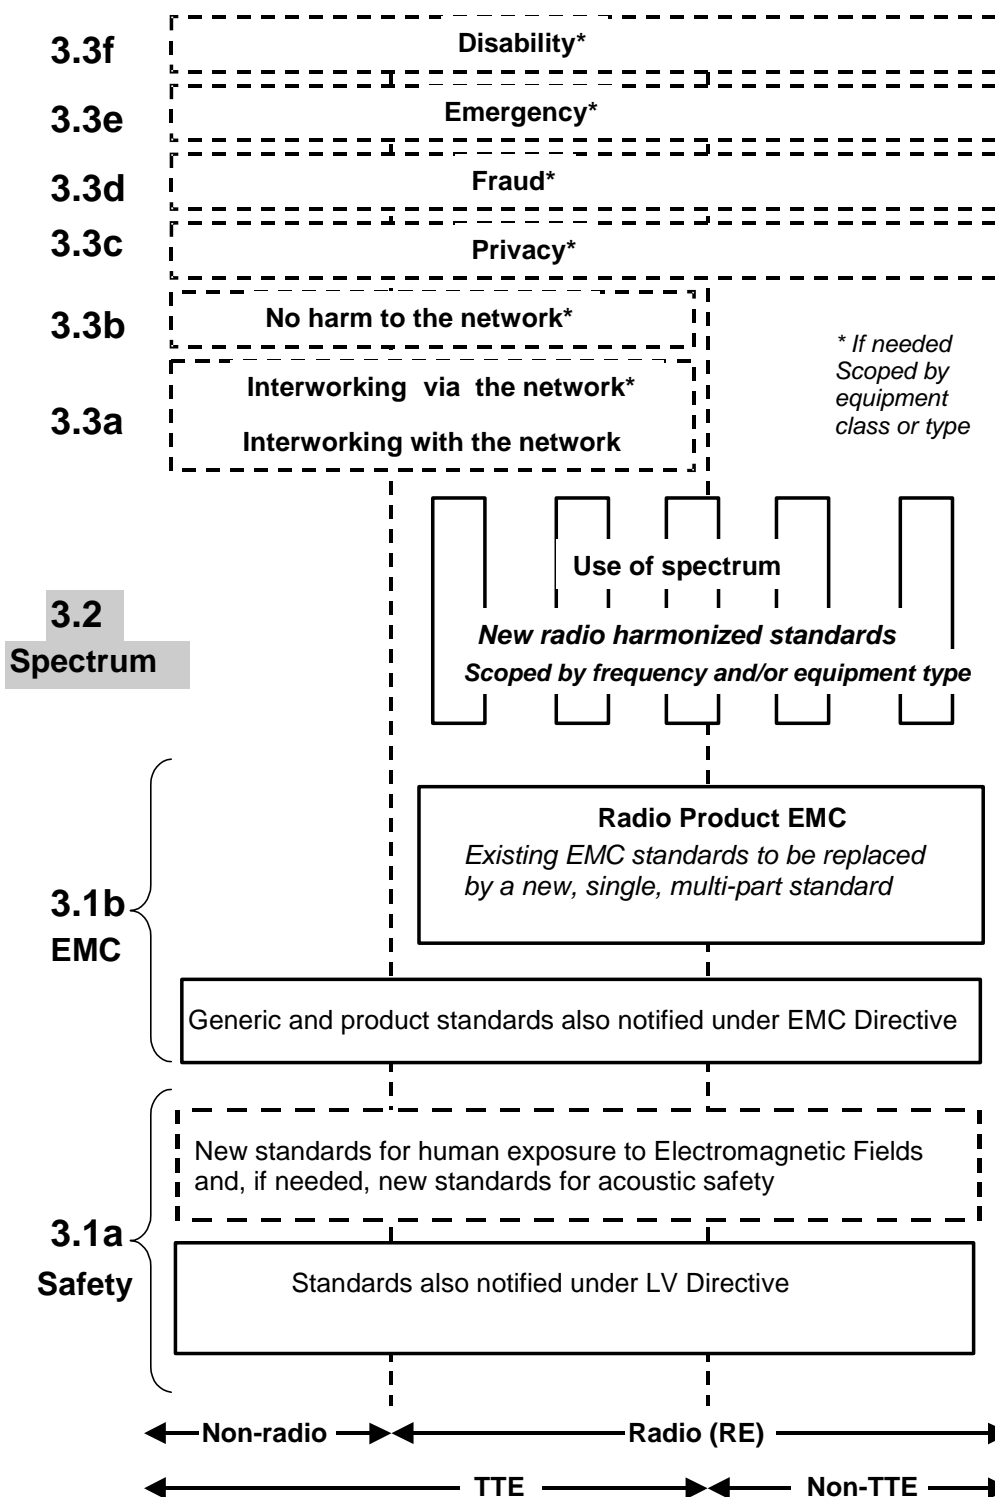 3.3f
Disability*
3.3e
Emergency*
3.3d
Fraud*
3.3c
Privacy*
3.3b
No harm to the network*
* If needed
Scoped by
equipment
class or type
3.3a
Interworking via the network*
Interworking with the network
Use of spectrum
3.2
Spectrum
New radio harmonized standards
Scoped by frequency and/or equipment type
Radio Product EMC
Existing EMC standards to be replaced
by a new, single, multi-part standard
3.1b
EMC
Generic and product standards also notified under EMC Directive
New standards for human exposure to Electromagnetic Fields
and, if needed, new standards for acoustic safety
3.1a
Safety
Standards also notified under LV Directive
Non-radio
Radio (RE)
TTE
Non-TTE